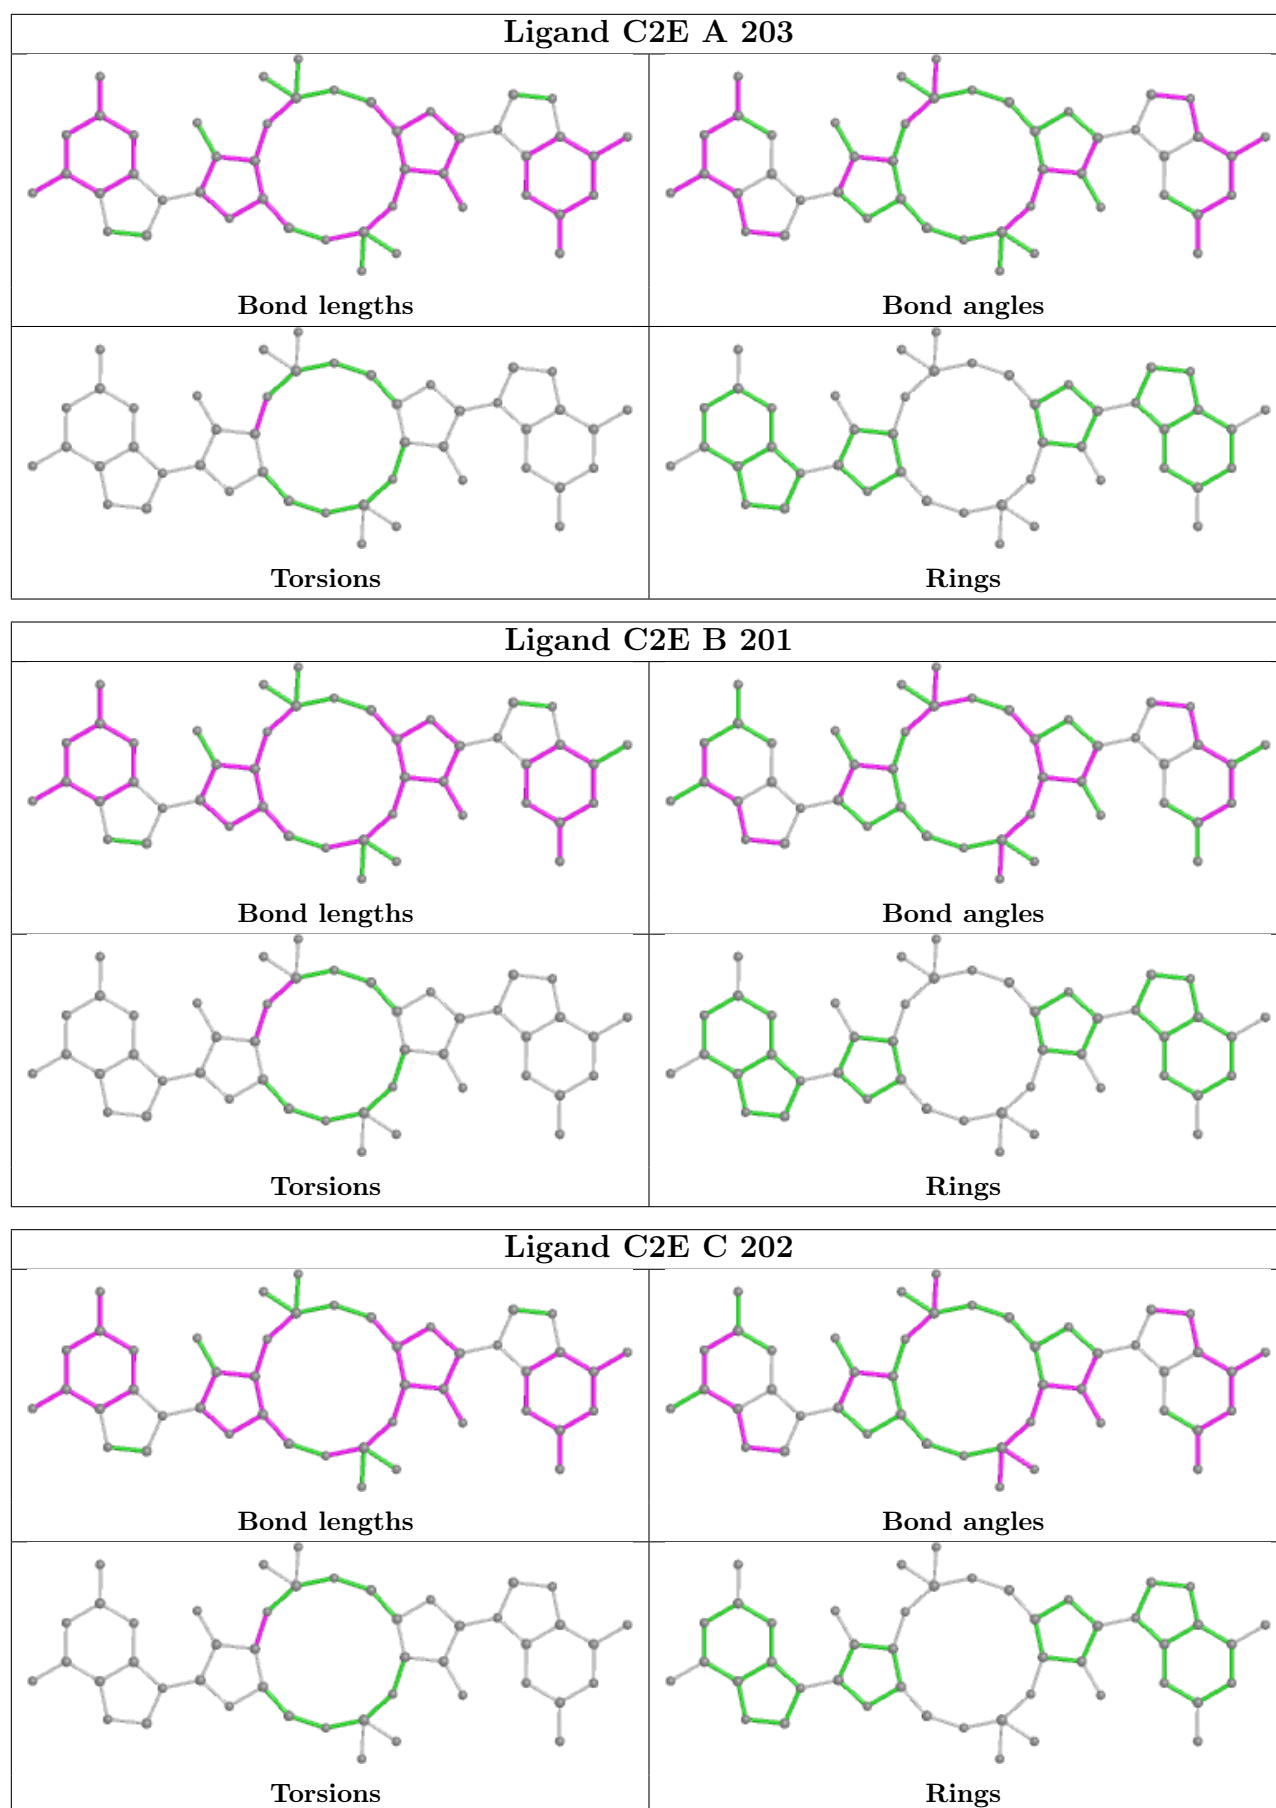 Ligand C2E A 203
Bond lengths
Bond angles
Torsions
Rings
Ligand C2E B 201
Bond lengths
Bond angles
Torsions
Rings
Ligand C2E C 202
Bond lengths
Bond angles
Torsions
Rings